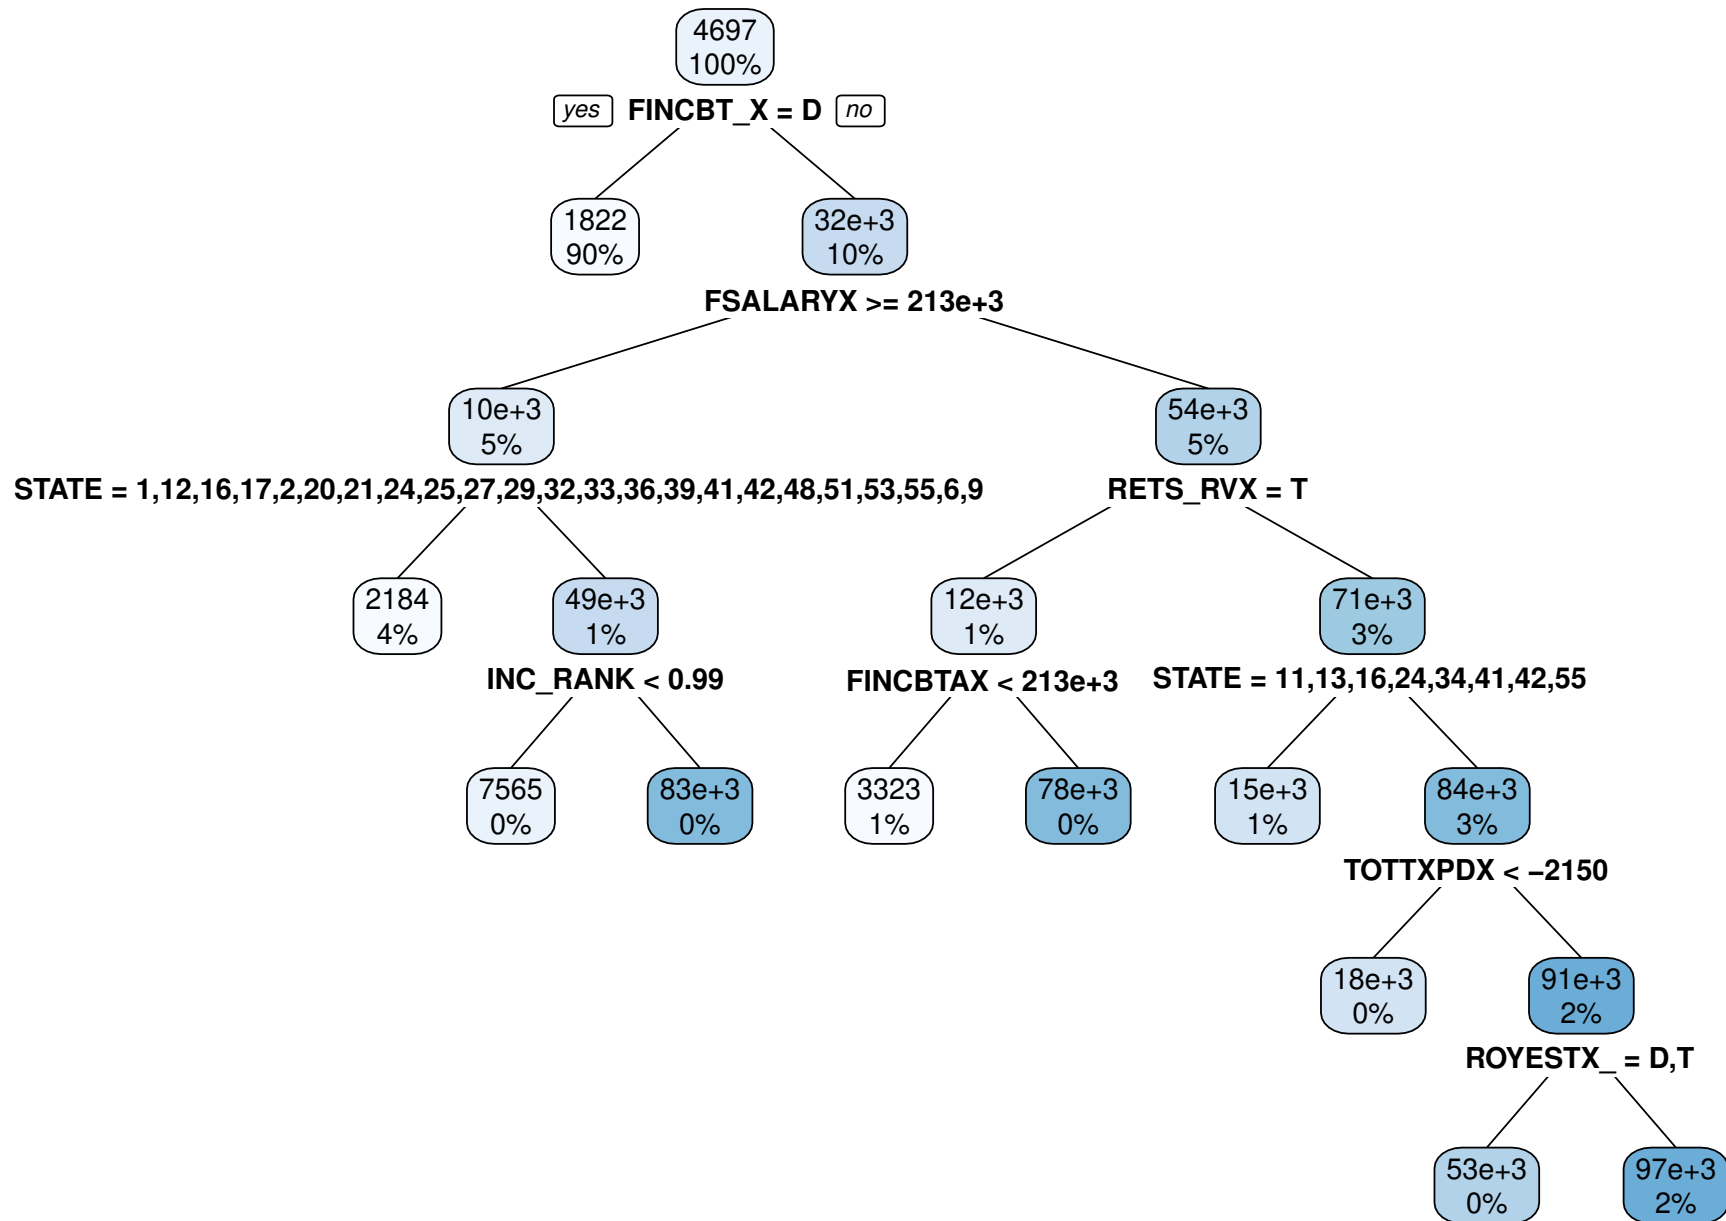 4697
100%
yes FINCBT_X = D no
1822
90%
32e+3
10%
FSALARYX >= 213e+3
10e+3
5%
54e+3
5%
STATE = 1,12,16,17,2,20,21,24,25,27,29,32,33,36,39,41,42,48,51,53,55,6,9
RETS_RVX = T
2184
4%
49e+3
1%
12e+3
1%
71e+3
3%
INC_RANK < 0.99
FINCBTAX < 213e+3
STATE = 11,13,16,24,34,41,42,55
7565
0%
83e+3
0%
3323
1%
78e+3
0%
15e+3
1%
84e+3
3%
TOTTXPDX < −2150
18e+3
0%
91e+3
2%
ROYESTX_ = D,T
53e+3
0%
97e+3
2%